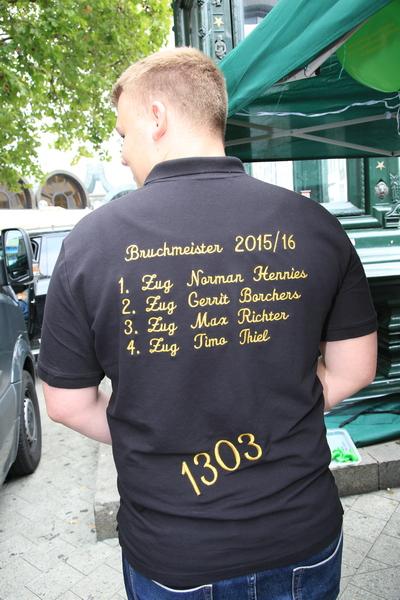 Bruchmeister 2015/16
1. Zug Norman Hennies
2. Zug Gerrit Borchers
3. Zug Max Richter
4. Zug Timo Thiel
1303